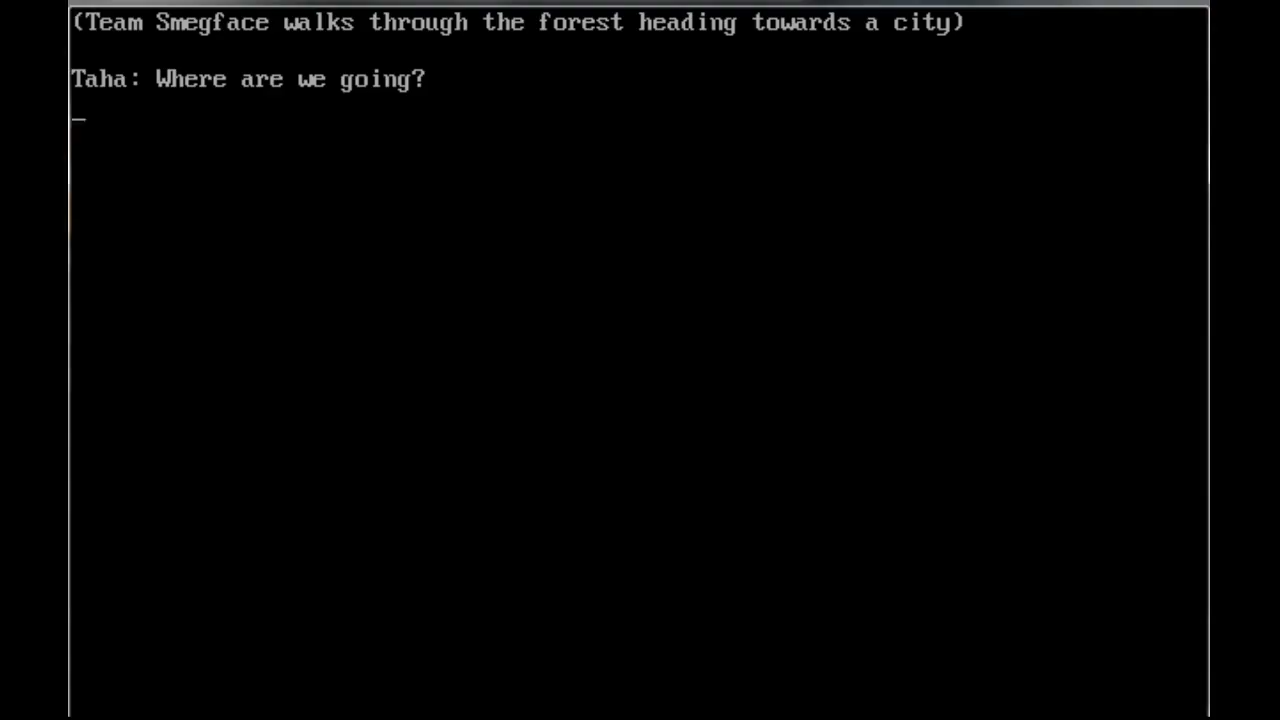 (Team Smegface walks through the forest heading towards a city)
Taha: Where are we going?
_